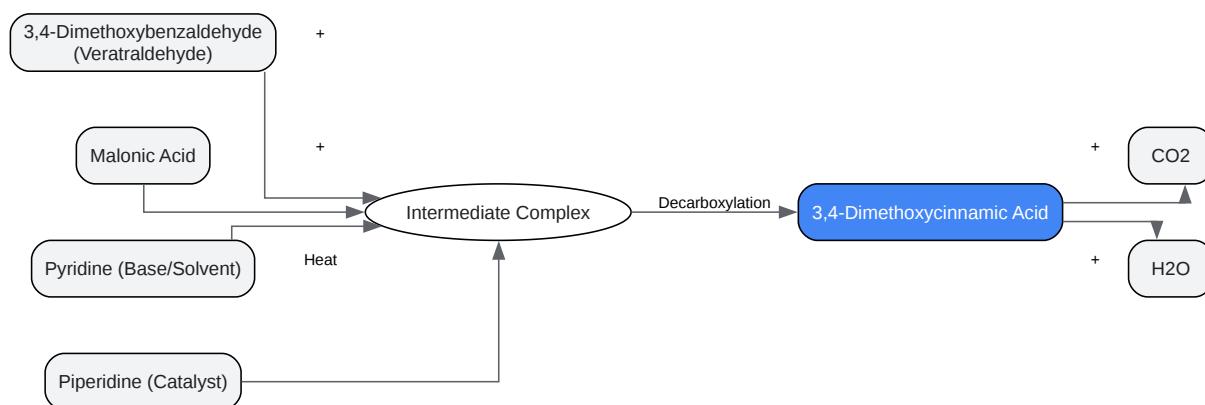 3,4-Dimethoxybenzaldehyde
(Veratraldehyde)
+
Malonic Acid
+
CO2
+
Intermediate Complex
Decarboxylation
3,4-Dimethoxycinnamic Acid
Pyridine (Base/Solvent)
Heat
+
H2O
Piperidine (Catalyst)